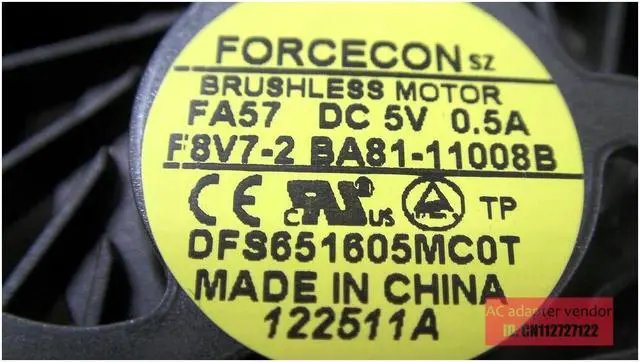 FORCECON SZ
BRUSHLESS MOTOR
FA57 DC 5V 0.5A
F8V7-2 BA81-11008B
CE c RU US TP
DFS651605MC0T
MADE IN CHINA
122511A
AC adapter vendor
ID: CN112727122